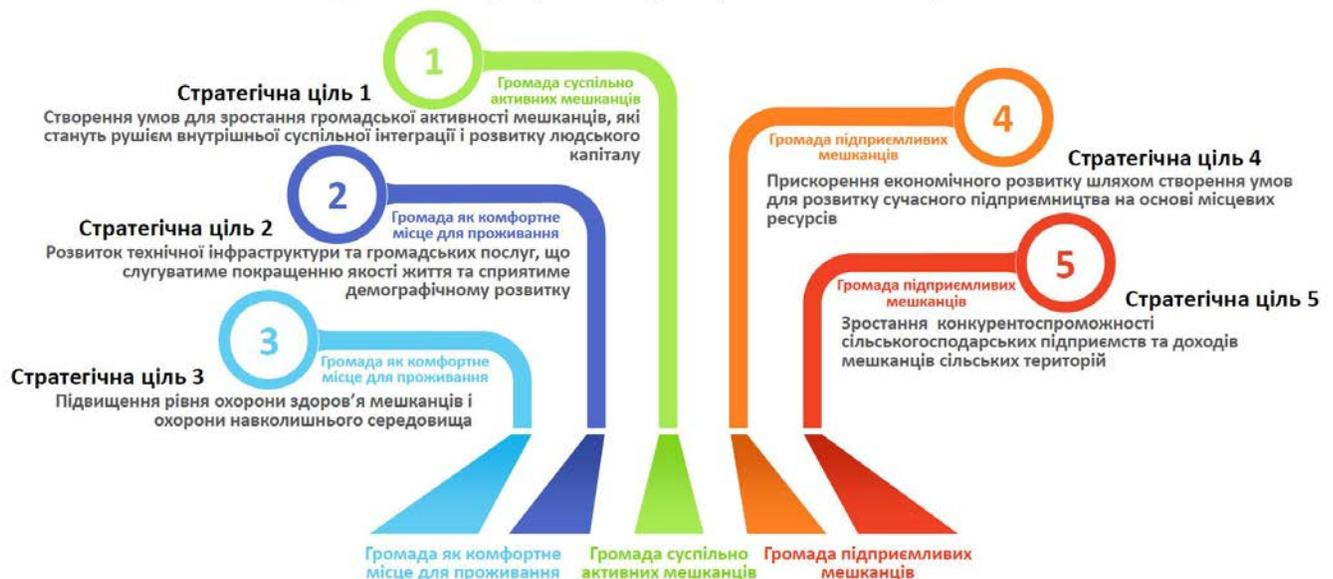 1
Громада суспільно
активних мешканців
Стратегічна ціль 1
Створення умов для зростання громадської активності мешканців, які
стануть рушієм внутрішньої суспільної інтеграції і розвитку людського
капіталу
2
Громада як комфортне
місце для проживання
Стратегічна ціль 2
Розвиток технічної інфраструктури та громадських послуг, що
слугуватиме покращенню якості життя та сприятиме
демографічному розвитку
3
Громада як комфортне
місце для проживання
Стратегічна ціль 3
Підвищення рівня охорони здоров’я мешканців і
охорони навколишнього середовища
4
Громада підприємливих
мешканців
Стратегічна ціль 4
Прискорення економічного розвитку шляхом створення умов
для розвитку сучасного підприємництва на основі місцевих
ресурсів
5
Громада підприємливих
мешканців
Стратегічна ціль 5
Зростання конкурентоспроможності
сільськогосподарських підприємств та доходів
мешканців сільських територій
Громада як комфортне
місце для проживання
Громада суспільно
активних мешканців
Громада підприємливих
мешканців